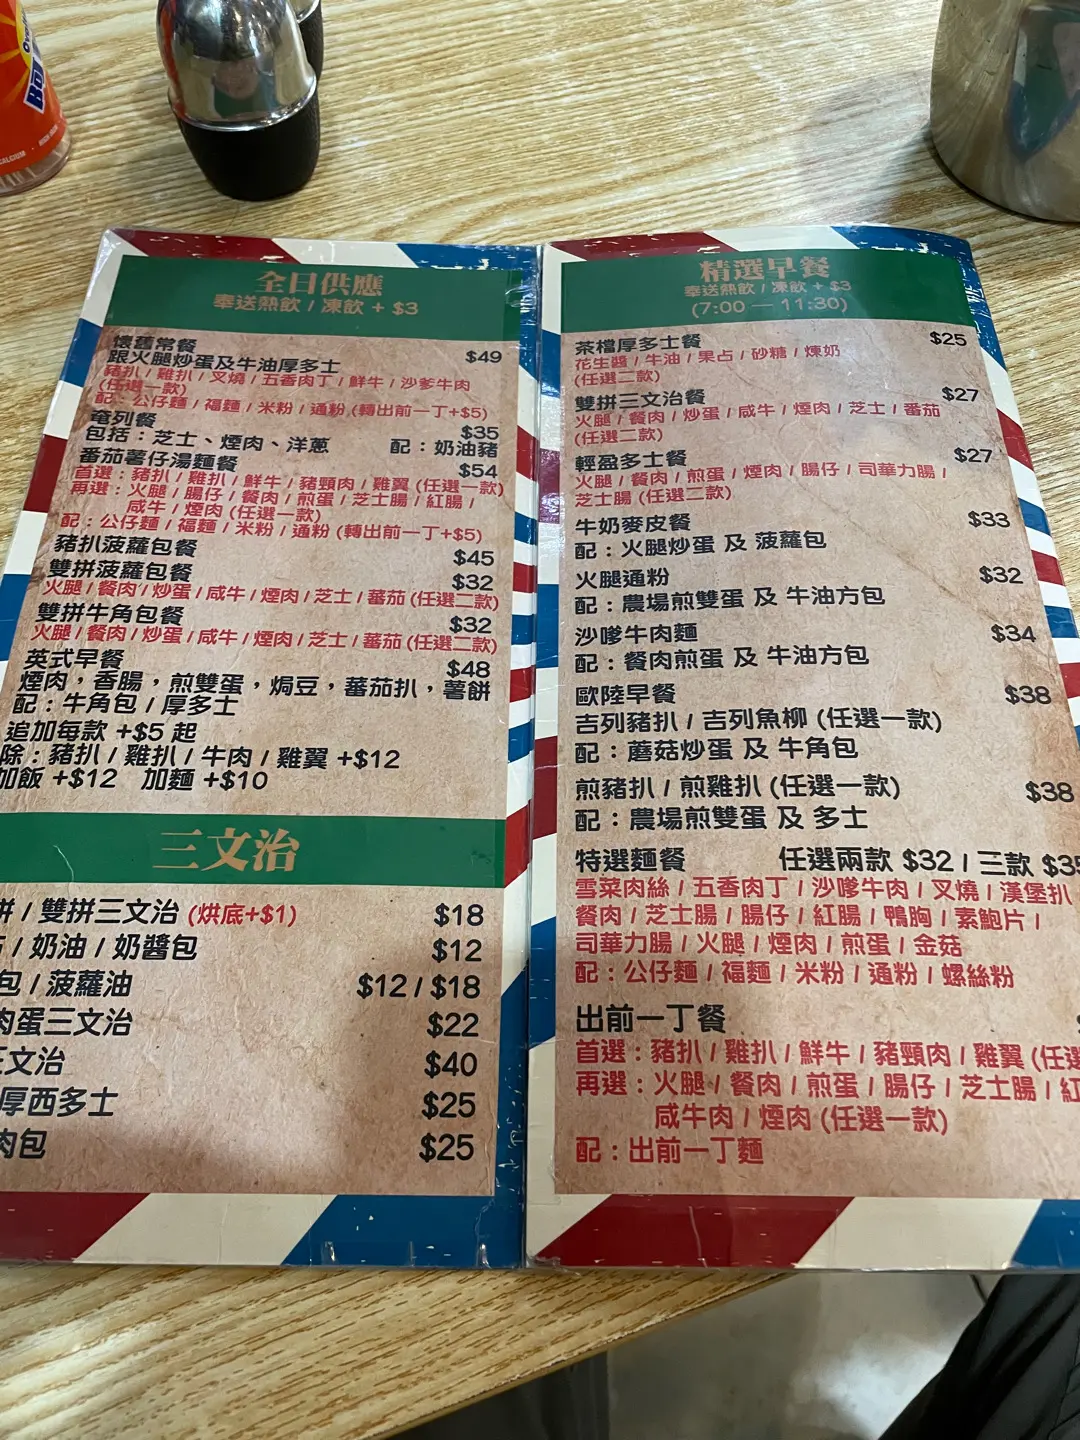 全日供應
奉送熱飲 / 凍飲 + $3
懷舊常餐
跟火腿炒蛋及牛油厚多士 $49
豬扒 / 雞扒 / 叉燒 / 五香肉丁 / 鮮牛 / 沙爹牛肉
(任選一款)
配：公仔麵 / 福麵 / 米粉 / 通粉 (轉出前一丁+$5)
奄列餐 $35
包括：芝士、煙肉、洋蔥 配：奶油豬
番茄薯仔湯麵餐 $54
首選：豬扒 / 雞扒 / 鮮牛 / 豬頸肉 / 雞翼 (任選一款)
再選：火腿 / 腸仔 / 餐肉 / 煎蛋 / 芝士腸 / 紅腸 /
咸牛 / 煙肉 (任選一款)
配：公仔麵 / 福麵 / 米粉 / 通粉 (轉出前一丁+$5)
豬扒菠蘿包餐 $45
雙拼菠蘿包餐 $32
火腿 / 餐肉 / 炒蛋 / 咸牛 / 煙肉 / 芝士 / 蕃茄 (任選二款)
雙拼牛角包餐 $32
火腿 / 餐肉 / 炒蛋 / 咸牛 / 煙肉 / 芝士 / 蕃茄 (任選二款)
英式早餐 $48
煙肉，香腸，煎雙蛋，焗豆，蕃茄扒，薯餅
配：牛角包 / 厚多士
追加每款 +$5 起
除：豬扒 / 雞扒 / 牛肉 / 雞翼 +$12
加飯 +$12 加麵 +$10
三文治
拼 / 雙拼三文治 (烘底+$1) $18
/ 奶油 / 奶醬包 $12
包 / 菠蘿油 $12 / $18
肉蛋三文治 $22
三文治 $40
厚西多士 $25
肉包 $25
精選早餐
奉送熱飲 / 凍飲 + $3
(7:00 — 11:30)
茶檔厚多士餐 $25
花生醬 / 牛油 / 果占 / 砂糖 / 煉奶
(任選二款)
雙拼三文治餐 $27
火腿 / 餐肉 / 炒蛋 / 咸牛 / 煙肉 / 芝士 / 番茄
(任選二款)
輕盈多士餐 $27
火腿 / 餐肉 / 煎蛋 / 煙肉 / 腸仔 / 司華力腸 /
芝士腸 (任選二款)
牛奶麥皮餐 $33
配：火腿炒蛋 及 菠蘿包
火腿通粉 $32
配：農場煎雙蛋 及 牛油方包
沙嗲牛肉麵 $34
配：餐肉煎蛋 及 牛油方包
歐陸早餐 $38
吉列豬扒 / 吉列魚柳 (任選一款)
配：蘑菇炒蛋 及 牛角包
煎豬扒 / 煎雞扒 (任選一款) $38
配：農場煎雙蛋 及 多士
特選麵餐 任選兩款 $32 / 三款 $35
雪菜肉絲 / 五香肉丁 / 沙嗲牛肉 / 叉燒 / 漢堡扒
餐肉 / 芝士腸 / 腸仔 / 紅腸 / 鴨胸 / 素鮑片 /
司華力腸 / 火腿 / 煙肉 / 煎蛋 / 金菇
配：公仔麵 / 福麵 / 米粉 / 通粉 / 螺絲粉
出前一丁餐
首選：豬扒 / 雞扒 / 鮮牛 / 豬頸肉 / 雞翼 (任選
再選：火腿 / 餐肉 / 煎蛋 / 腸仔 / 芝士腸 / 紅
咸牛肉 / 煙肉 (任選一款)
配：出前一丁麵